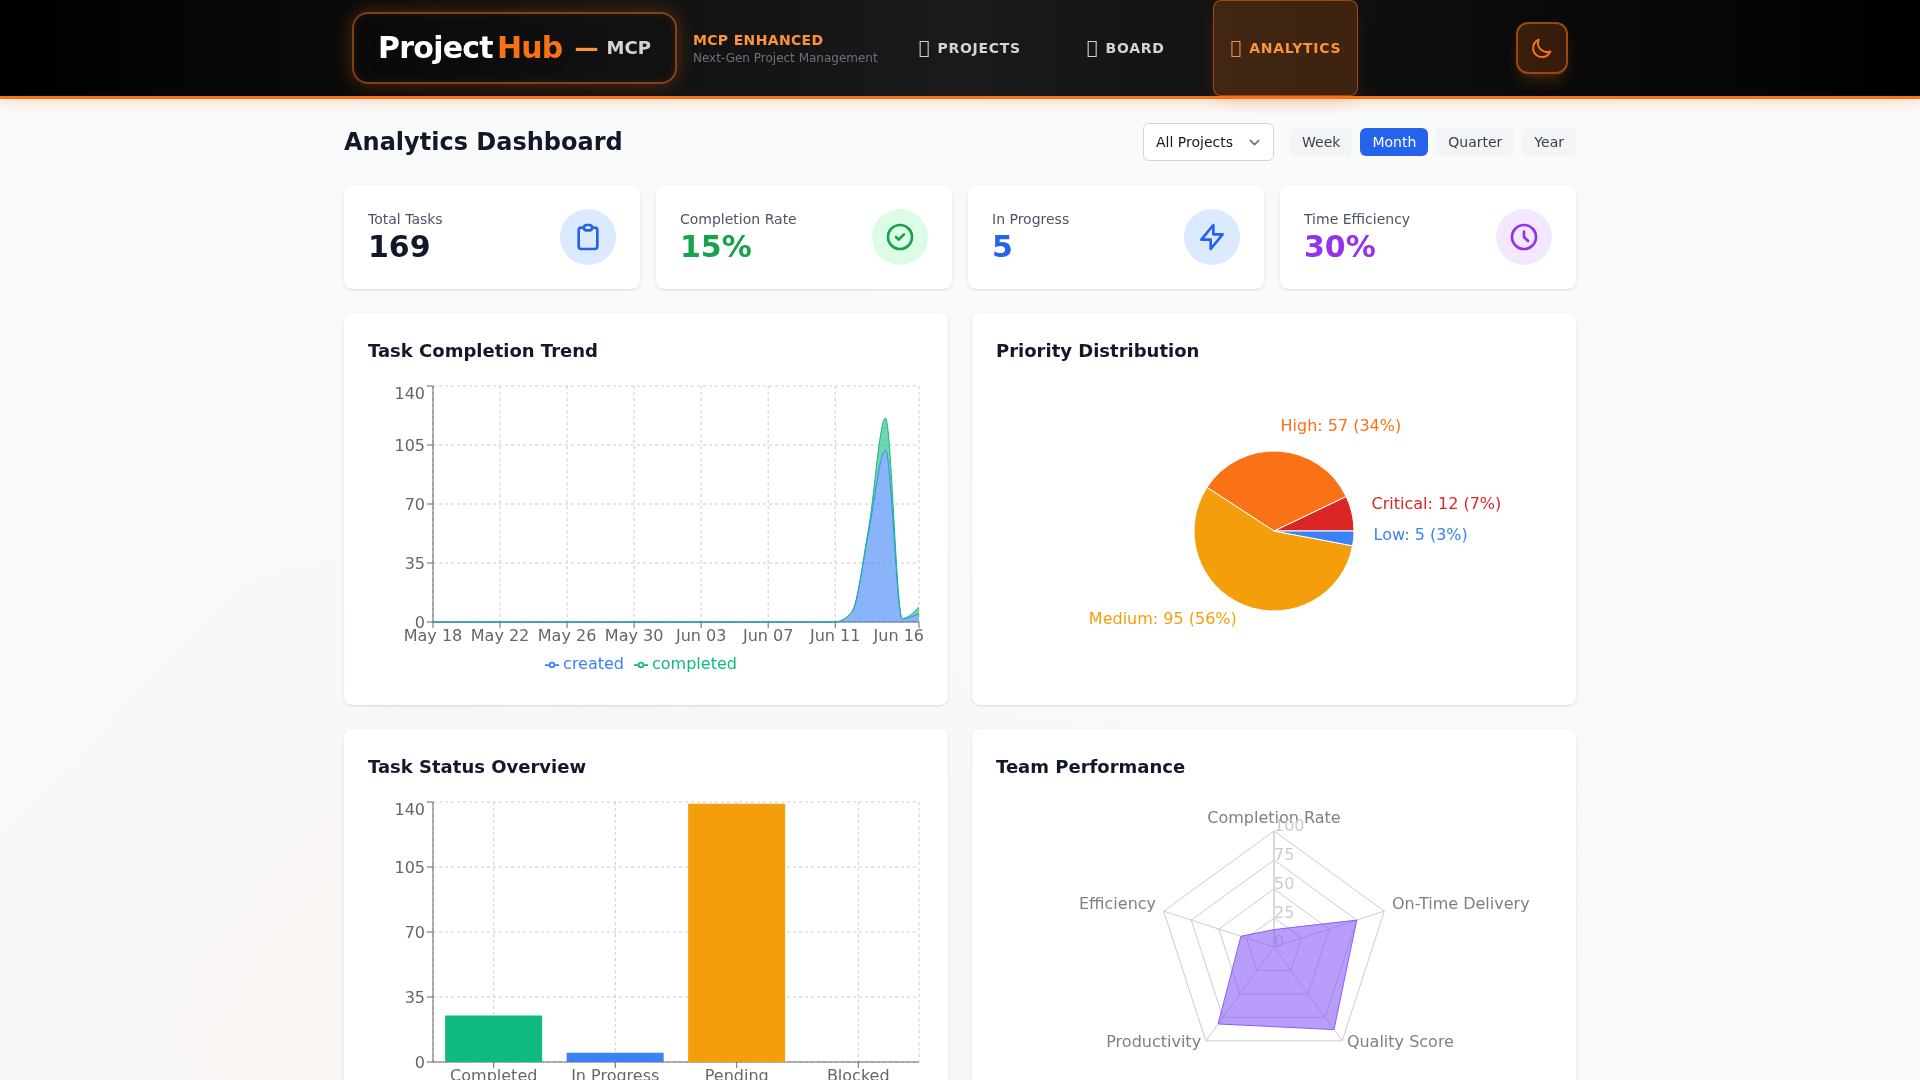 ProjectHub — MCP
MCP ENHANCED
Next-Gen Project Management
PROJECTS
BOARD
ANALYTICS
Analytics Dashboard
All Projects
Week
Month
Quarter
Year
Total Tasks
169
Completion Rate
15%
In Progress
5
Time Efficiency
30%
Task Completion Trend
140
105
70
35
0
May 18 May 22 May 26 May 30 Jun 03 Jun 07 Jun 11 Jun 16
created completed
Priority Distribution
High: 57 (34%)
Critical: 12 (7%)
Low: 5 (3%)
Medium: 95 (56%)
Task Status Overview
140
105
70
35
0
Completed In Progress Pending Blocked
Team Performance
Completion Rate
100
75
50
25
0
Efficiency
On-Time Delivery
Productivity
Quality Score